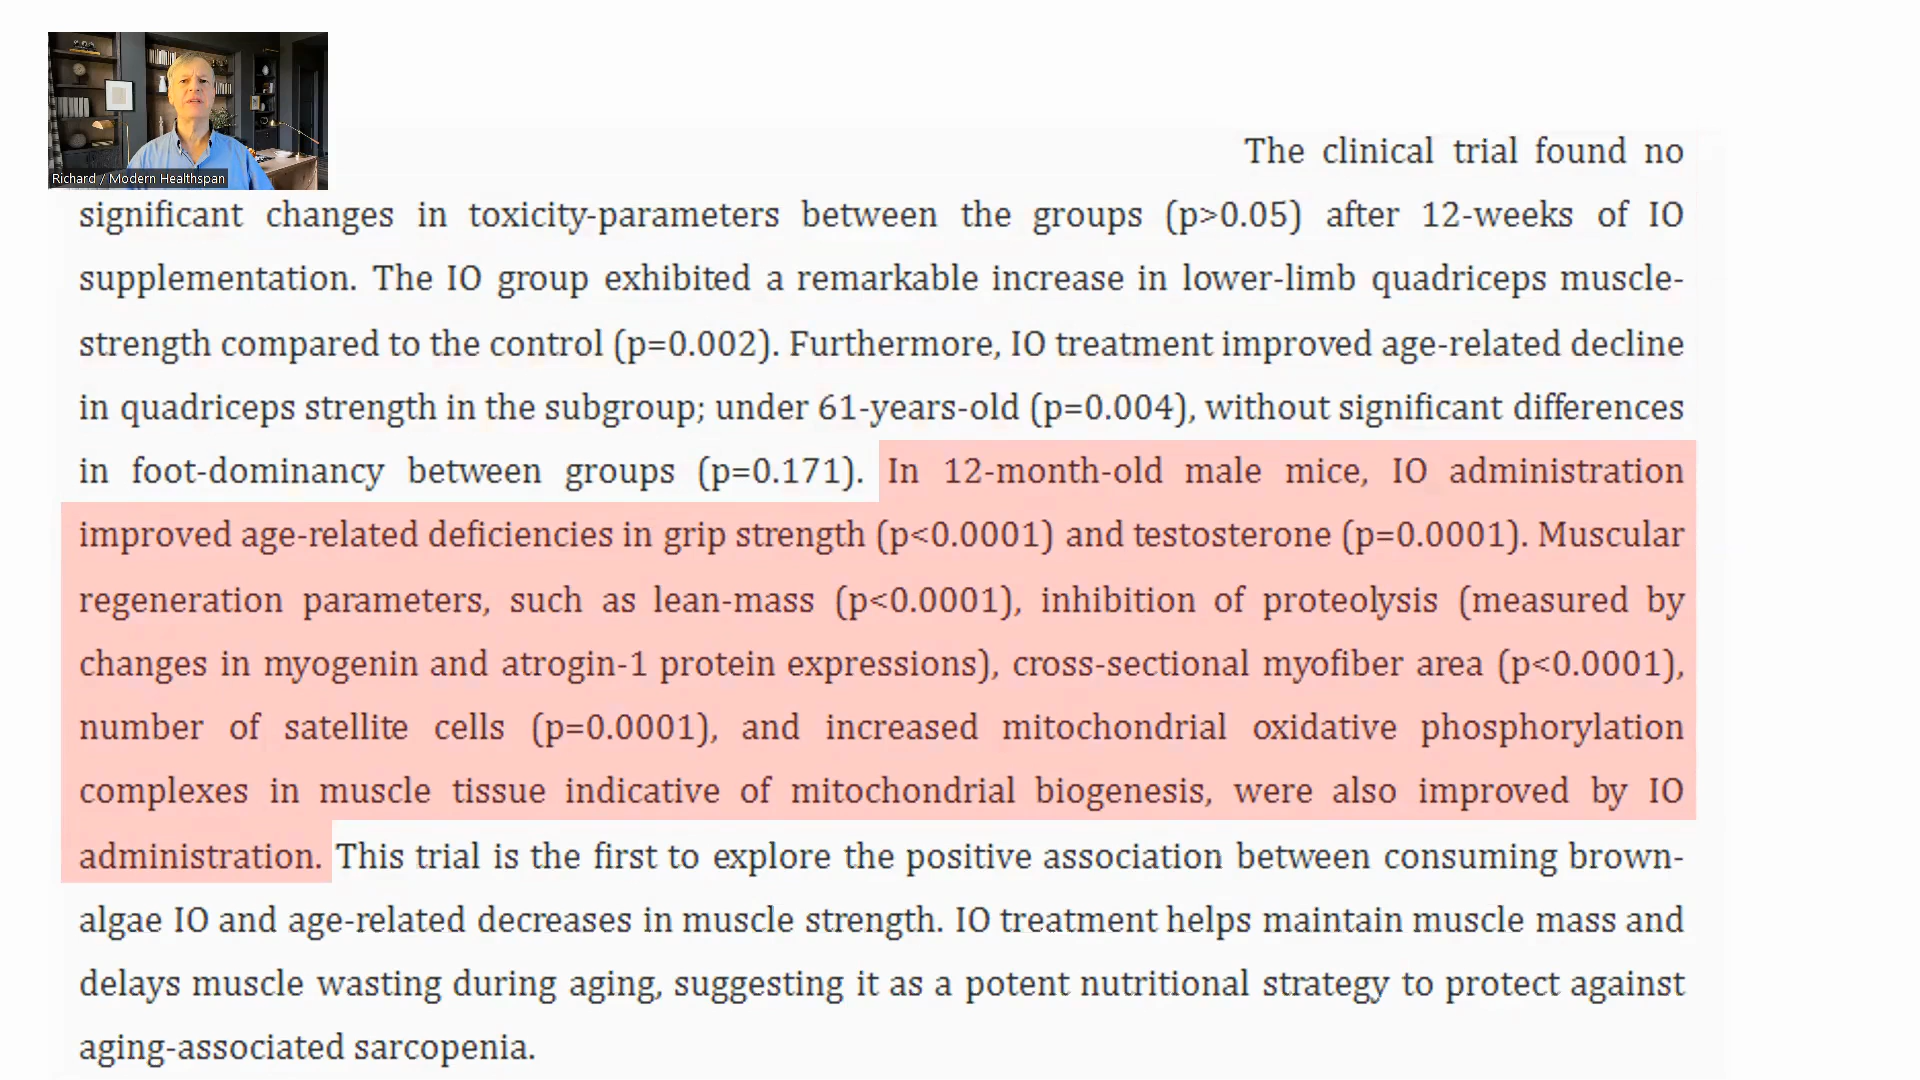 Richard / Modern Healthspan
The clinical trial found no
significant changes in toxicity-parameters between the groups (p>0.05) after 12-weeks of IO
supplementation. The IO group exhibited a remarkable increase in lower-limb quadriceps muscle-
strength compared to the control (p=0.002). Furthermore, IO treatment improved age-related decline
in quadriceps strength in the subgroup; under 61-years-old (p=0.004), without significant differences
in foot-dominancy between groups (p=0.171). In 12-month-old male mice, IO administration
improved age-related deficiencies in grip strength (p<0.0001) and testosterone (p=0.0001). Muscular
regeneration parameters, such as lean-mass (p<0.0001), inhibition of proteolysis (measured by
changes in myogenin and atrogin-1 protein expressions), cross-sectional myofiber area (p<0.0001),
number of satellite cells (p=0.0001), and increased mitochondrial oxidative phosphorylation
complexes in muscle tissue indicative of mitochondrial biogenesis, were also improved by IO
administration. This trial is the first to explore the positive association between consuming brown-
algae IO and age-related decreases in muscle strength. IO treatment helps maintain muscle mass and
delays muscle wasting during aging, suggesting it as a potent nutritional strategy to protect against
aging-associated sarcopenia.